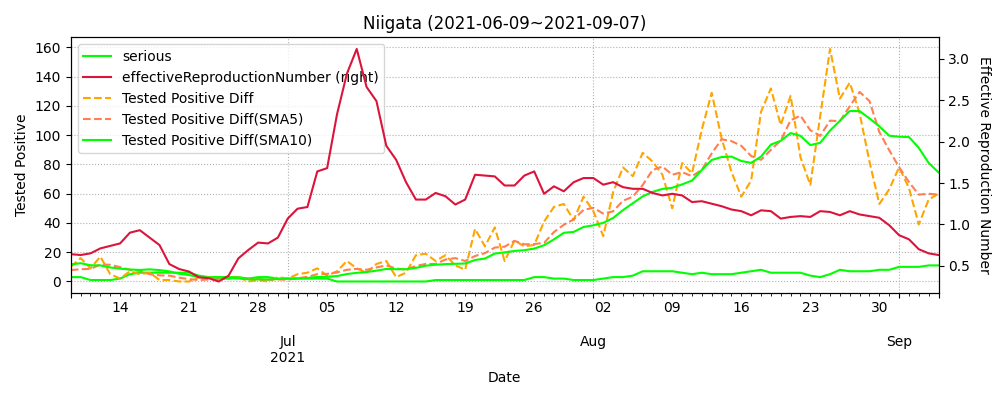 Niigata (2021-06-09~2021-09-07)
160
140
120
100
80
60
40
20
0
Tested Positive
serious
effectiveReproductionNumber (right)
Tested Positive Diff
Tested Positive Diff(SMA5)
Tested Positive Diff(SMA10)
3.0
2.5
2.0
1.5
1.0
0.5
Effective Reproduction Number
14 21 28 05 12 19 26 02 09 16 23 30
Jul Aug Sep
2021
Date